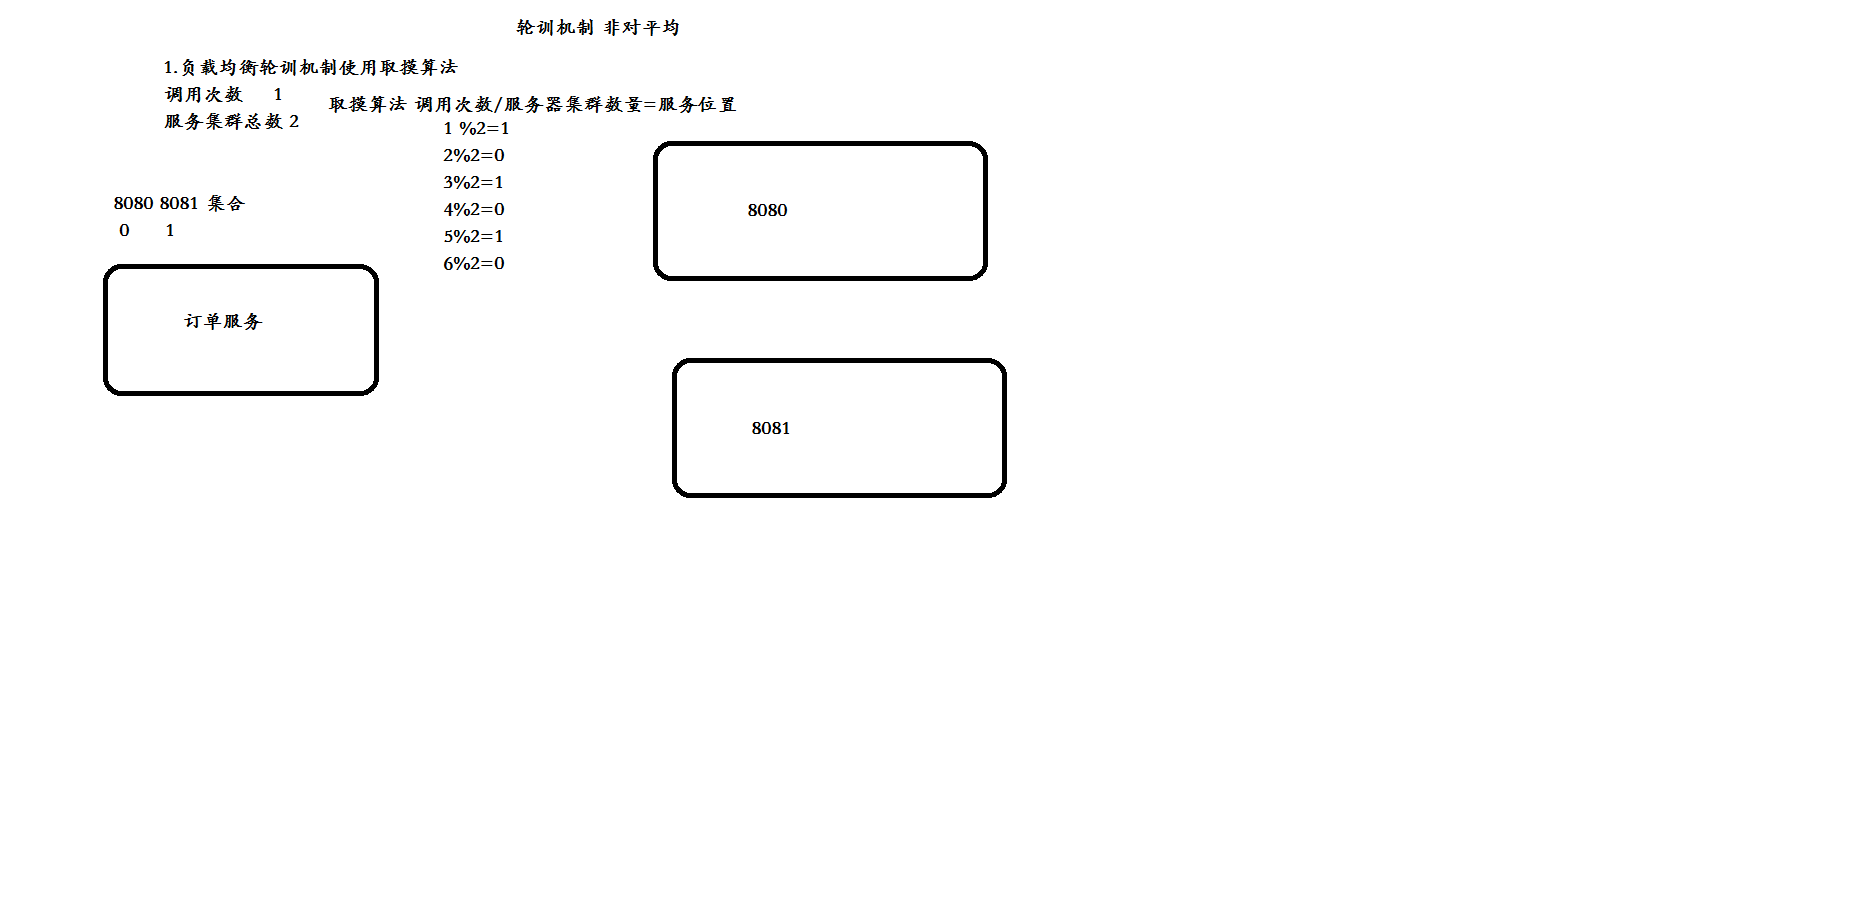 轮训机制 非对平均
1.负载均衡轮训机制使用取摸算法
调用次数 1
服务集群总数 2
取摸算法 调用次数/服务器集群数量=服务位置
1 %2=1
2%2=0
3%2=1
4%2=0
5%2=1
6%2=0
8080 8081 集合
0 1
订单服务
8080
8081